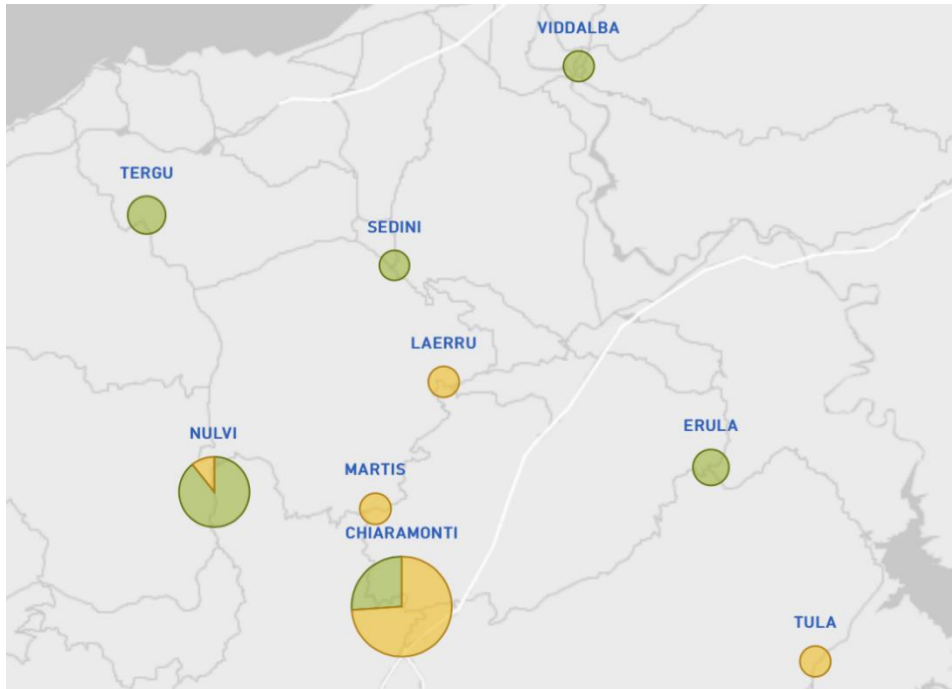 VIDDALBA
TERGU
SEDINI
LAERRU
NULVI
ERULA
MARTIS
CHIARAMONTI
TULA